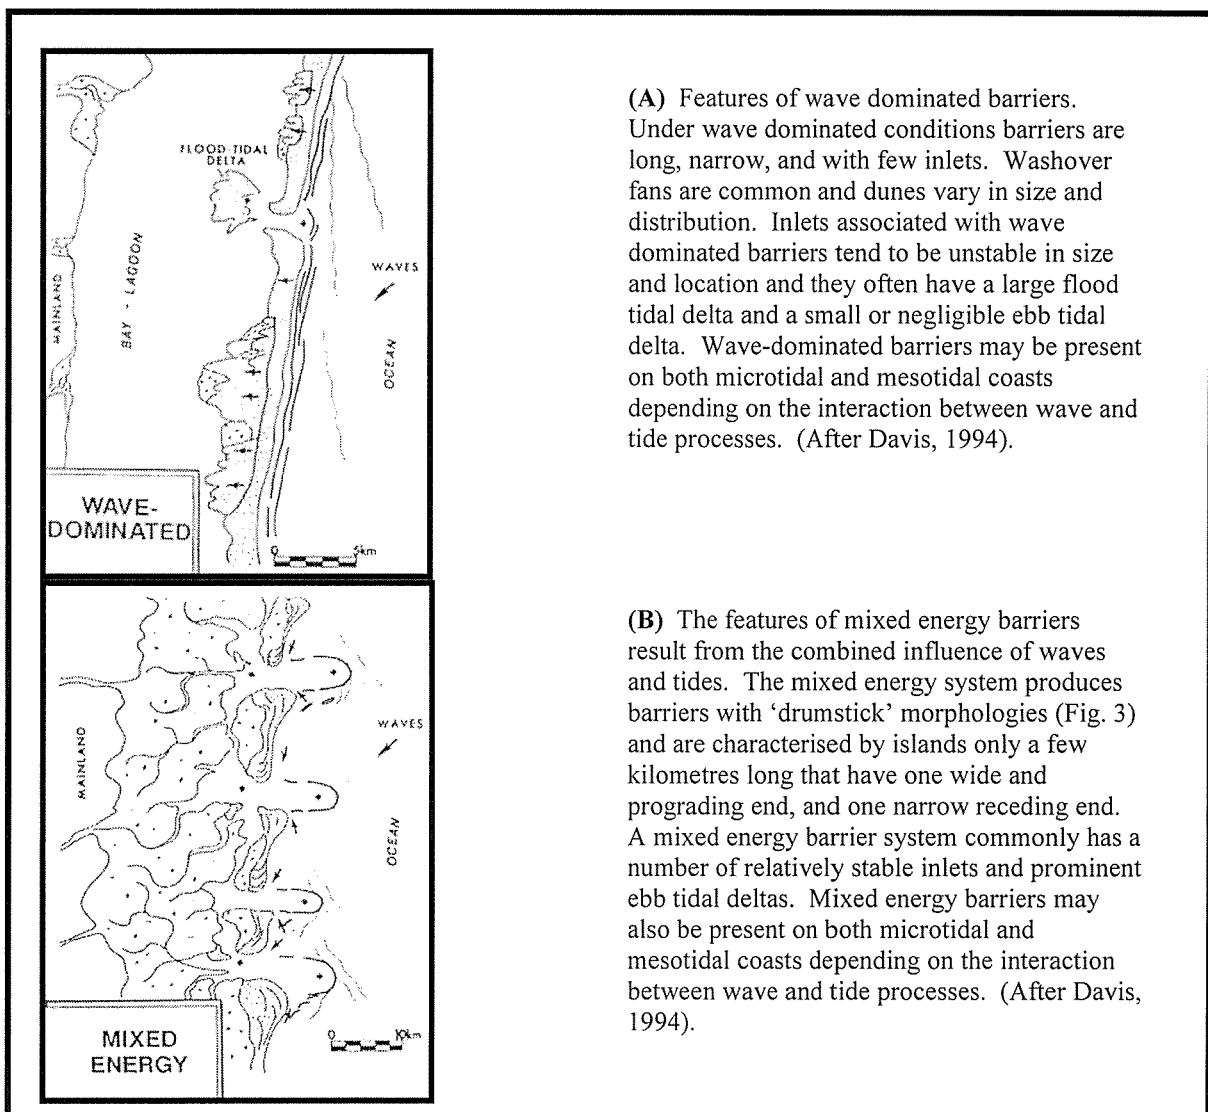 FLOOD-TIDAL
DELTA
WAVES
MAINLAND
BAY - LAGOON
OCEAN
WAVE-
DOMINATED
0 5km
(A) Features of wave dominated barriers.
Under wave dominated conditions barriers are
long, narrow, and with few inlets. Washover
fans are common and dunes vary in size and
distribution. Inlets associated with wave
dominated barriers tend to be unstable in size
and location and they often have a large flood
tidal delta and a small or negligible ebb tidal
delta. Wave-dominated barriers may be present
on both microtidal and mesotidal coasts
depending on the interaction between wave and
tide processes. (After Davis, 1994).
WAVES
MAINLAND
OCEAN
MIXED
ENERGY
0 10km
(B) The features of mixed energy barriers
result from the combined influence of waves
and tides. The mixed energy system produces
barriers with ‘drumstick’ morphologies (Fig. 3)
and are characterised by islands only a few
kilometres long that have one wide and
prograding end, and one narrow receding end.
A mixed energy barrier system commonly has a
number of relatively stable inlets and prominent
ebb tidal deltas. Mixed energy barriers may
also be present on both microtidal and
mesotidal coasts depending on the interaction
between wave and tide processes. (After Davis,
1994).